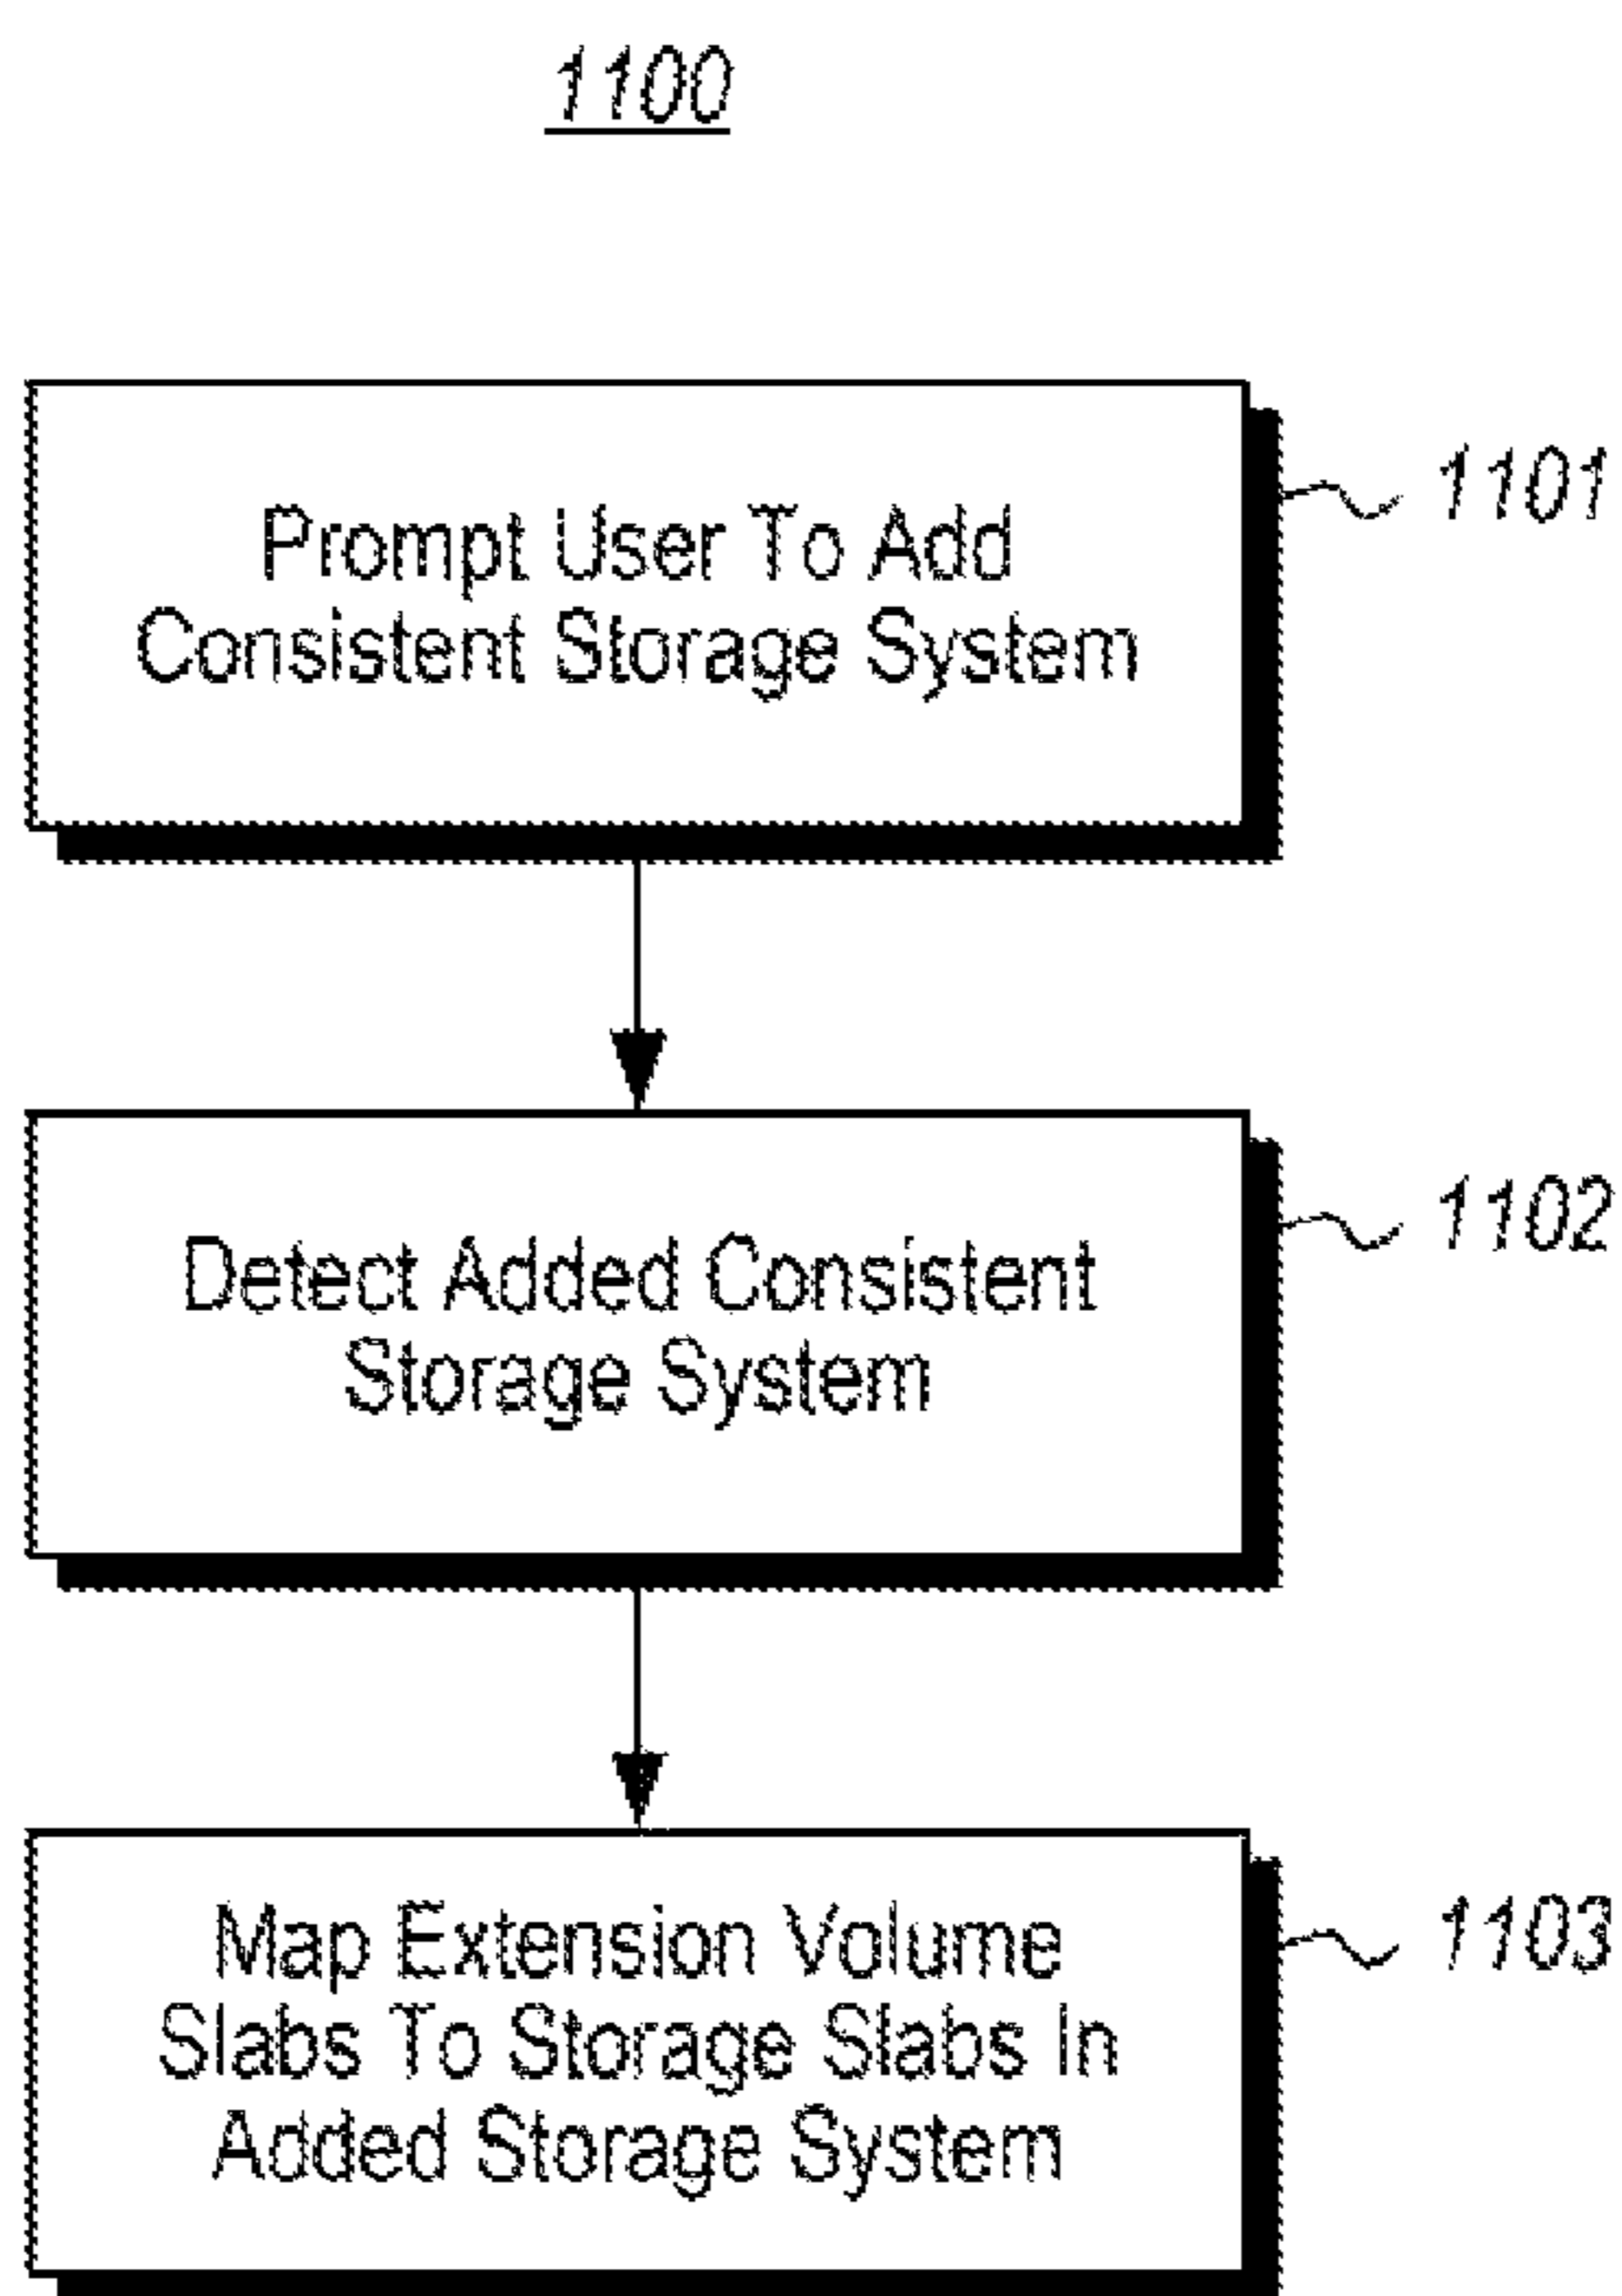 1100
Prompt User To Add
Consistent Storage System
1101
Detect Added Consistent
Storage System
1102
Map Extension Volume
Slabs To Storage Slabs In
Added Storage System
1103